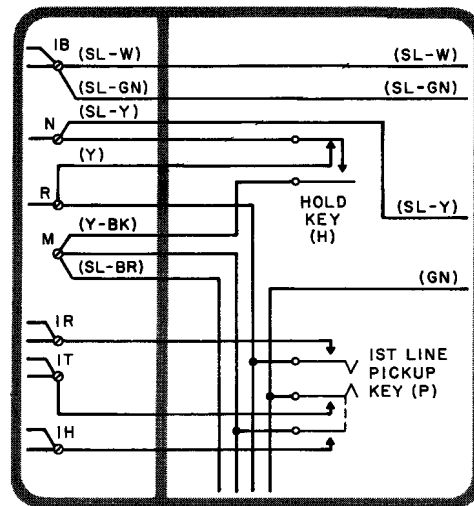 IB
(SL-W)
(SL-W)
(SL-GN)
(SL-GN)
(SL-Y)
N
(Y)
R
HOLD
KEY
(H)
(SL-Y)
(Y-BK)
M
(SL-BR)
(GN)
IR
IST LINE
PICKUP
KEY (P)
IT
IH